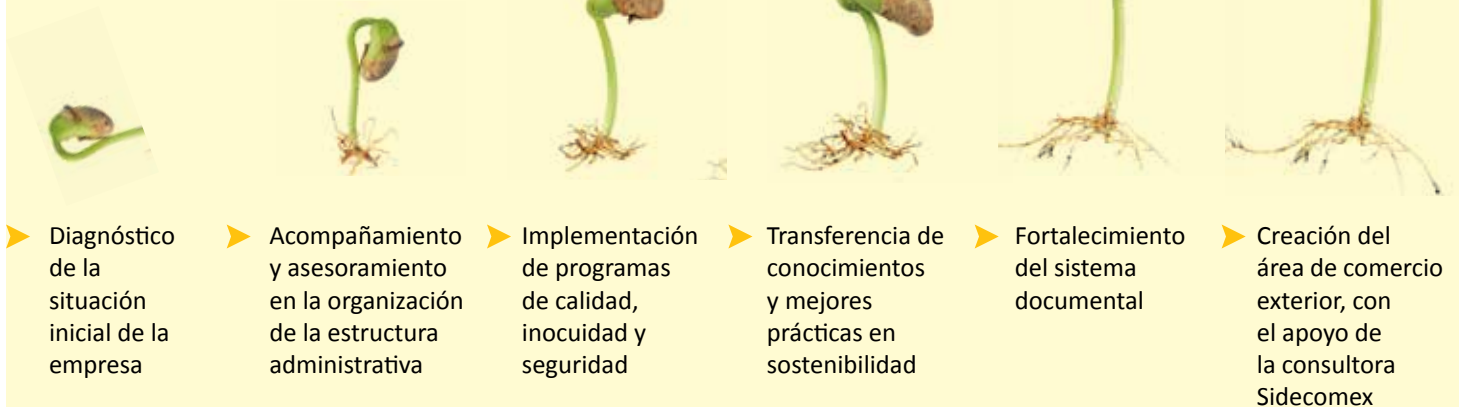 Diagnóstico
de la
situación
inicial de la
empresa
Acompañamiento
y asesoramiento
en la organización
de la estructura
administrativa
Implementación
de programas
de calidad,
inocuidad y
seguridad
Transferencia de
conocimientos
y mejores
prácticas en
sostenibilidad
Fortalecimiento
del sistema
documental
Creación del
área de comercio
exterior, con
el apoyo de
la consultora
Sidecomex